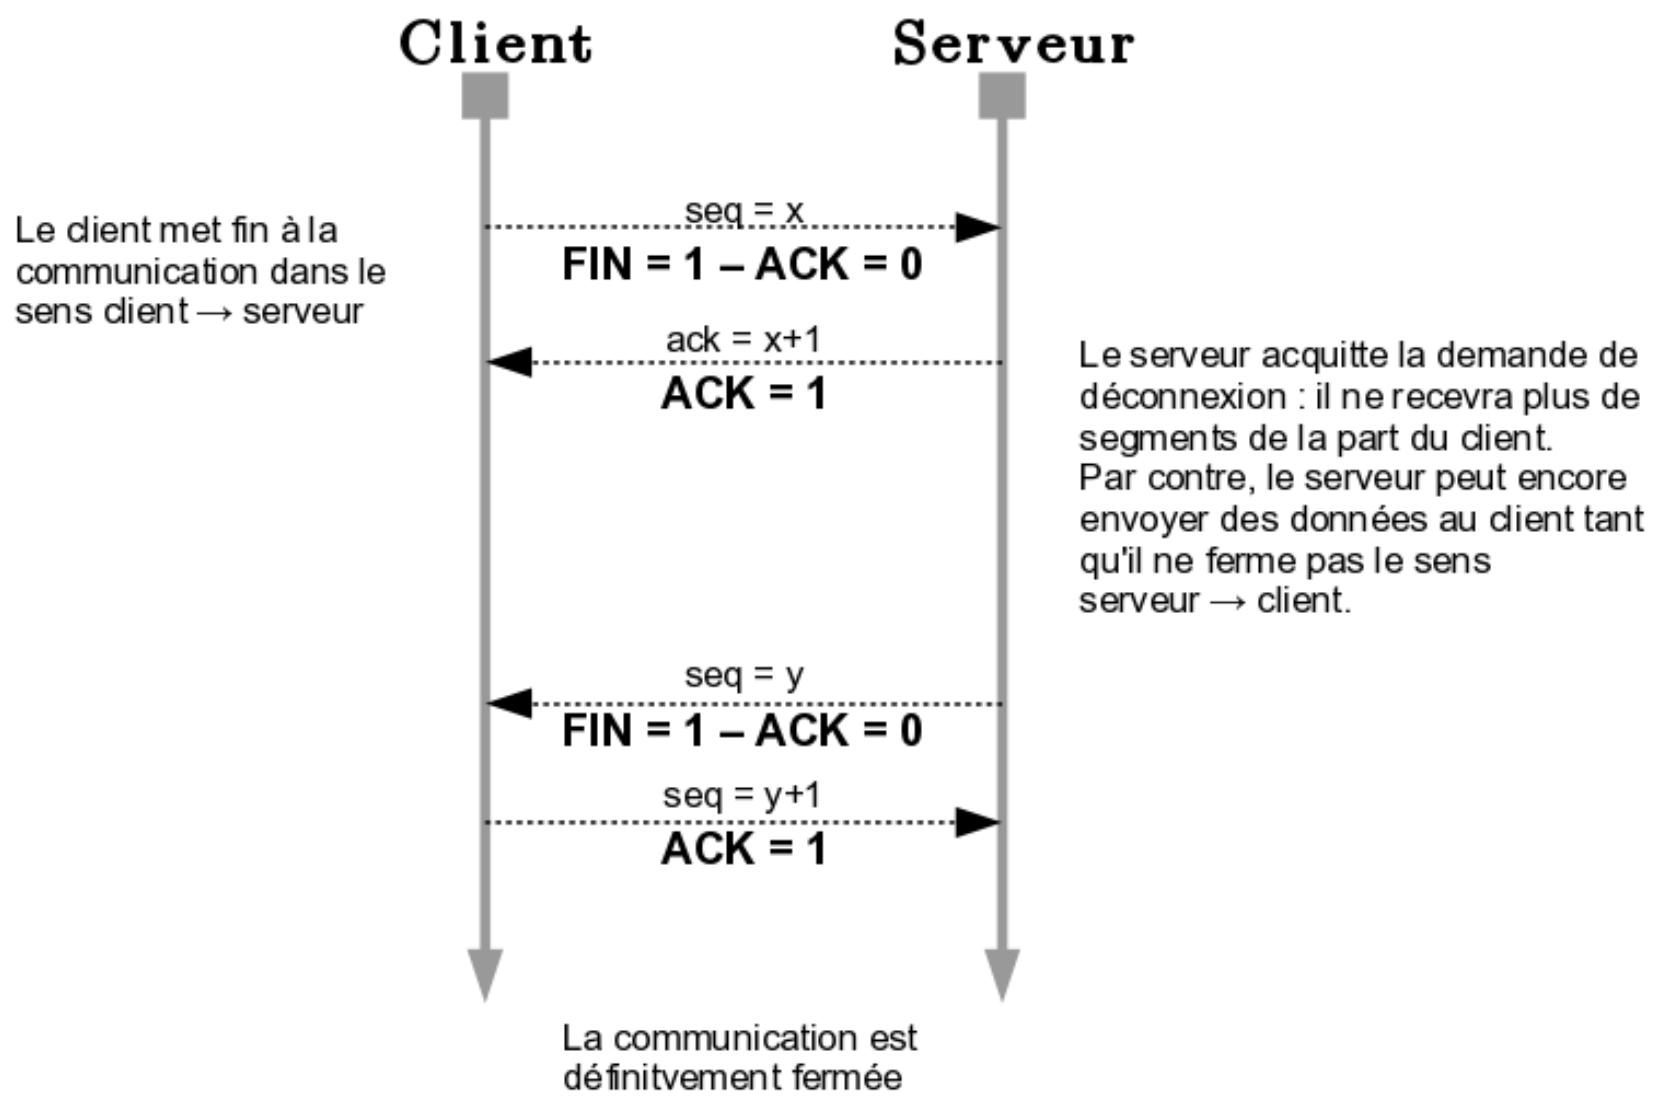 Client
Serveur
seq = x
FIN = 1 – ACK = 0
Le client met fin à la
communication dans le
sens client → serveur
ack = x+1
ACK = 1
Le serveur acquitte la demande de
déconnexion : il ne recevra plus de
segments de la part du client.
Par contre, le serveur peut encore
envoyer des données au client tant
qu'il ne ferme pas le sens
serveur → client.
seq = y
FIN = 1 – ACK = 0
seq = y+1
ACK = 1
La communication est
définitvement fermée